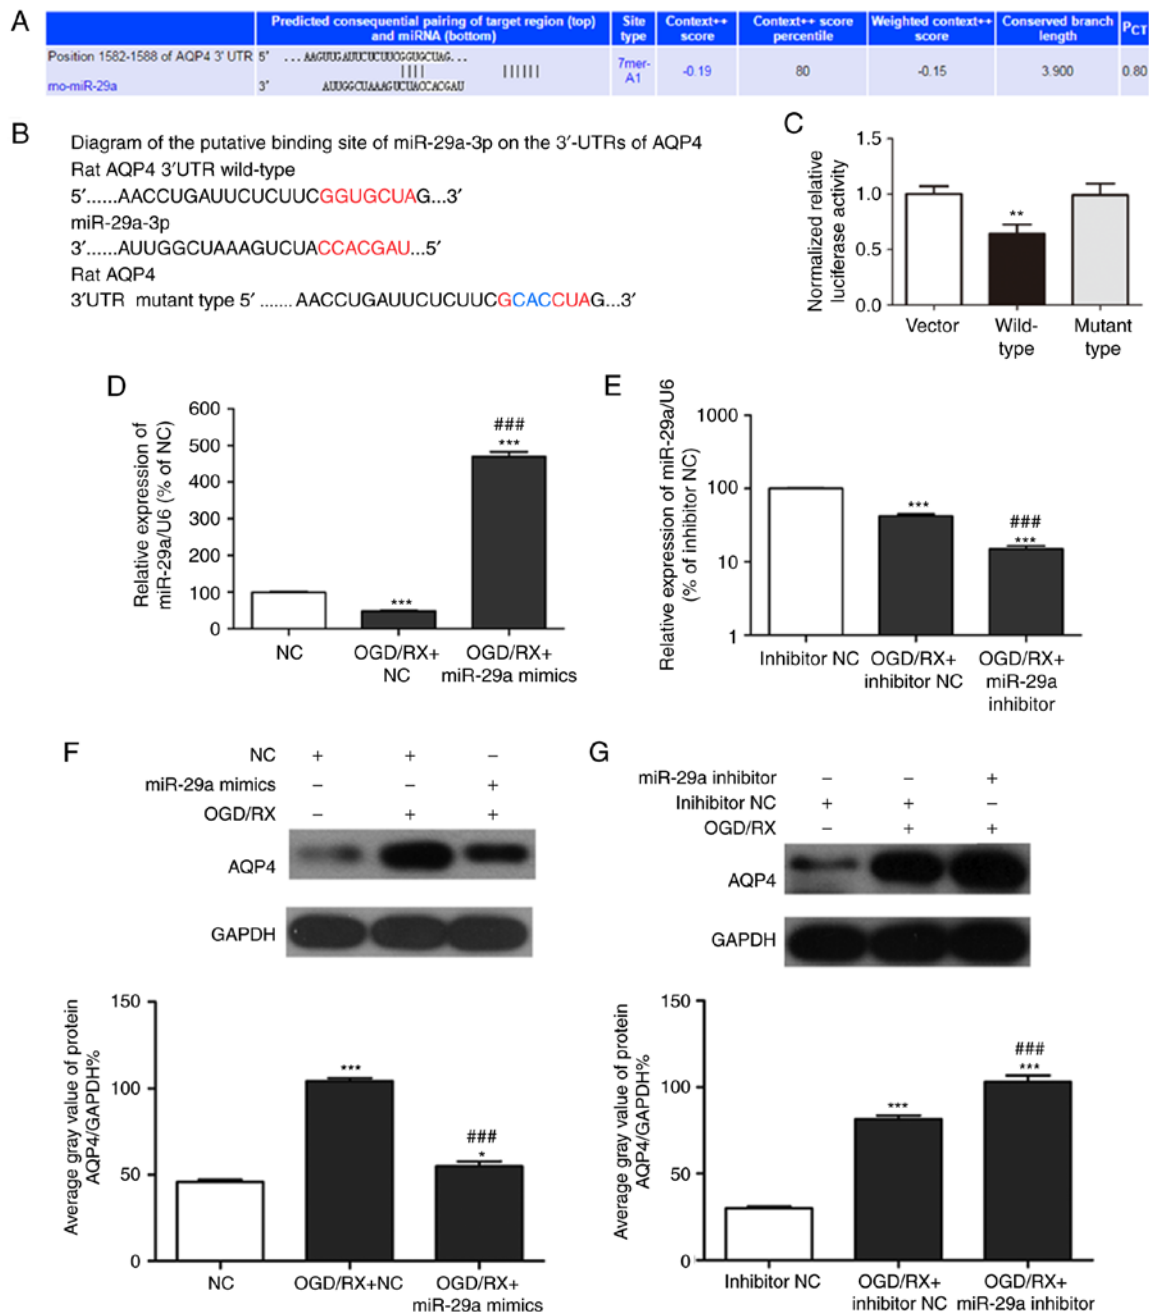 A
Predicted consequential pairing of target region (top) and miRNA (bottom)
Site type
Context++ score
Context++ score percentile
Weighted context++ score
Conserved branch length
PCT
Position 1582-1588 of AQP4 3' UTR 5' ...AAGUUGAUUCUCUUCGGUGCUAG...
7mer-A1
-0.19
80
-0.15
3.900
0.80
rno-miR-29a 3' AUUGGCUAAAGUCUACCACGAU
B
Diagram of the putative binding site of miR-29a-3p on the 3′-UTRs of AQP4
Rat AQP4 3′UTR wild-type
5′......AACCUGAUUCUCUUCGGUGCUAG...3′
miR-29a-3p
3′......AUUGGCUAAAGUCUACCACGAU...5′
Rat AQP4
3′UTR mutant type 5′ ....... AACCUGAUUCUCUUCGCACCUAG...3′
C
Normalized relative luciferase activity
1.5
1.0
0.5
0.0
**
Vector
Wild-type
Mutant type
D
Relative expression of miR-29a/U6 (% of NC)
600
500
400
300
200
100
0
***
###
***
NC
OGD/RX+ NC
OGD/RX+ miR-29a mimics
E
Relative expression of miR-29a/U6 (% of inhibitor NC)
1000
100
10
1
***
###
***
Inhibitor NC
OGD/RX+ inhibitor NC
OGD/RX+ miR-29a inhibitor
F
NC + + –
miR-29a mimics – – +
OGD/RX – + +
AQP4
GAPDH
Average gray value of protein AQP4/GAPDH%
150
100
50
0
***
###
*
NC
OGD/RX+NC
OGD/RX+ miR-29a mimics
G
miR-29a inhibitor – – +
Inihibitor NC + + –
OGD/RX – + +
AQP4
GAPDH
Average gray value of protein AQP4/GAPDH%
150
100
50
0
***
###
***
Inhibitor NC
OGD/RX+ inhibitor NC
OGD/RX+ miR-29a inhibitor